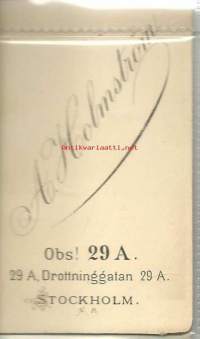 A. Holmström
Obs! 29 A.
29 A, Drottninggatan 29 A.
STOCKHOLM.
© Antikvariaatti.net